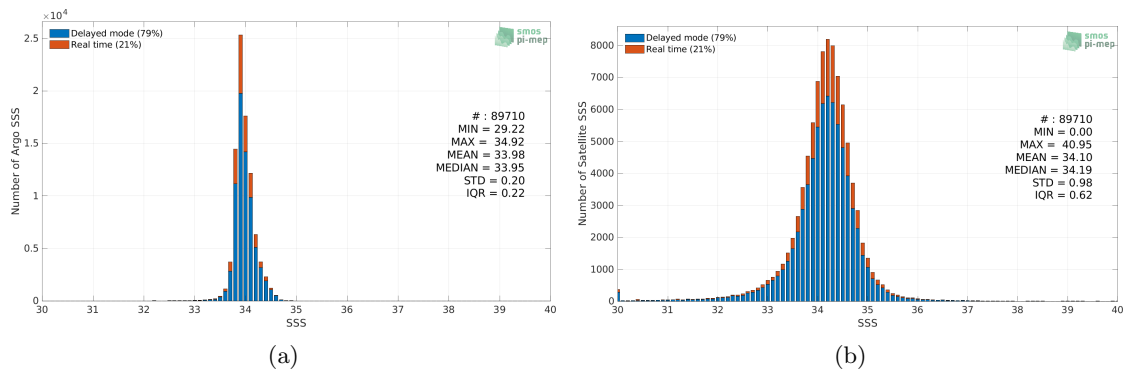 ×10⁴
Delayed mode (79%)
Real time (21%)
smos
pi-mep
2.5
2
1.5
1
0.5
0
Number of Argo SSS
# : 89710
MIN = 29.22
MAX = 34.92
MEAN = 33.98
MEDIAN = 33.95
STD = 0.20
IQR = 0.22
30 31 32 33 34 35 36 37 38 39 40
SSS
(a)
Delayed mode (79%)
Real time (21%)
smos
pi-mep
8000
7000
6000
5000
4000
3000
2000
1000
0
Number of Satellite SSS
# : 89710
MIN = 0.00
MAX = 40.95
MEAN = 34.10
MEDIAN = 34.19
STD = 0.98
IQR = 0.62
30 31 32 33 34 35 36 37 38 39 40
SSS
(b)